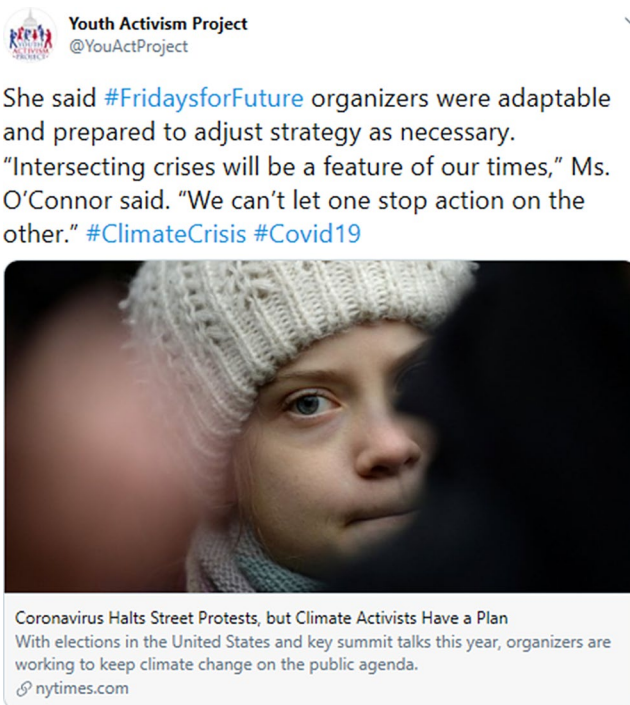 Youth Activism Project
@YouActProject
She said #FridaysforFuture organizers were adaptable
and prepared to adjust strategy as necessary.
“Intersecting crises will be a feature of our times,” Ms.
O’Connor said. “We can’t let one stop action on the
other.” #ClimateCrisis #Covid19
Coronavirus Halts Street Protests, but Climate Activists Have a Plan
With elections in the United States and key summit talks this year, organizers are
working to keep climate change on the public agenda.
nytimes.com
YOUTH
ACTIVISM
PROJECT